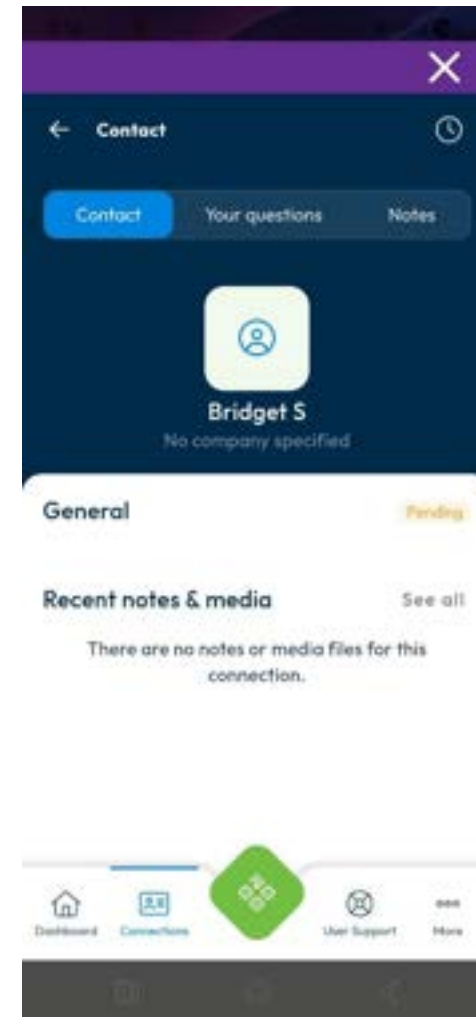 Contact
Contact Your questions Notes
Bridget S
No company specified
General Pending
Recent notes & media See all
There are no notes or media files for this
connection.
Dashboard Connections User Support More